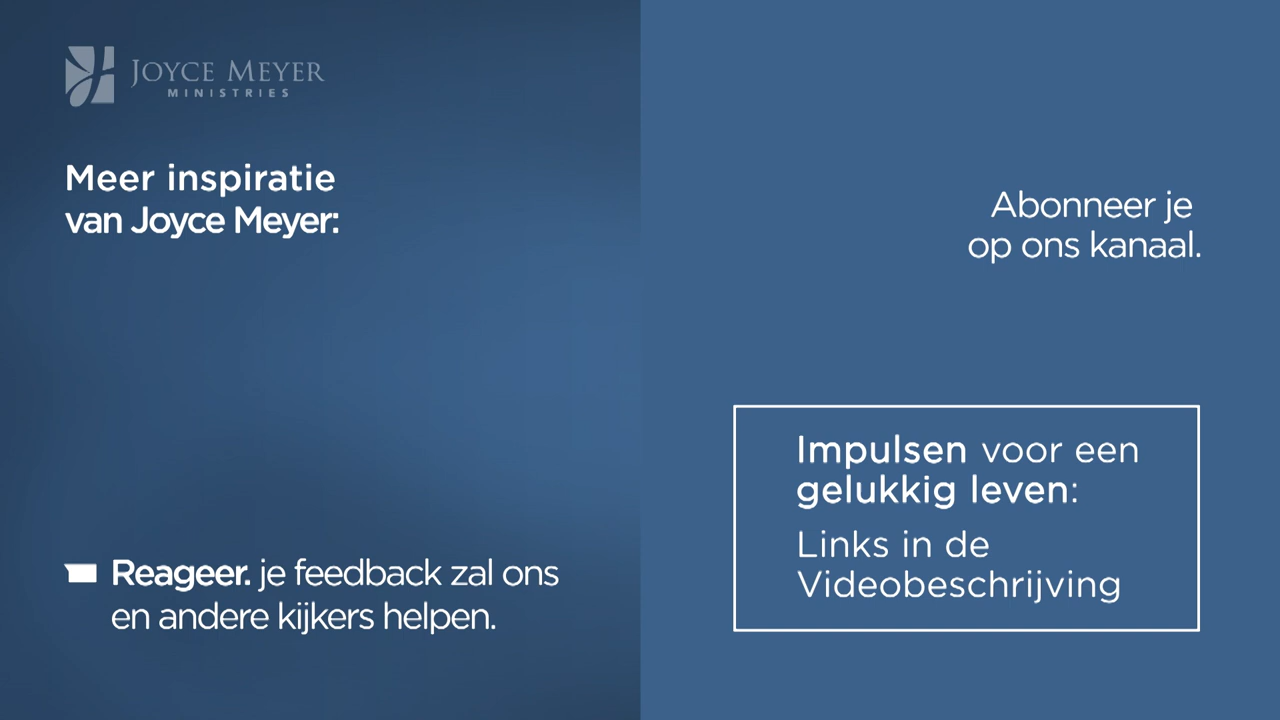 JOYCE MEYER
MINISTRIES
Meer inspiratie
van Joyce Meyer:
Reageer. je feedback zal ons
en andere kijkers helpen.
Abonneer je
op ons kanaal.
Impulsen voor een
gelukkig leven:
Links in de
Videobeschrijving